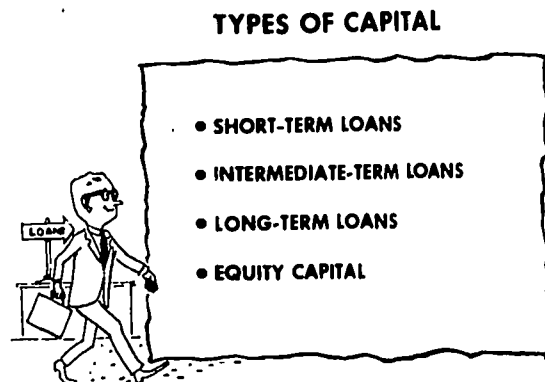 TYPES OF CAPITAL
• SHORT-TERM LOANS
• INTERMEDIATE-TERM LOANS
• LONG-TERM LOANS
• EQUITY CAPITAL
LOANS